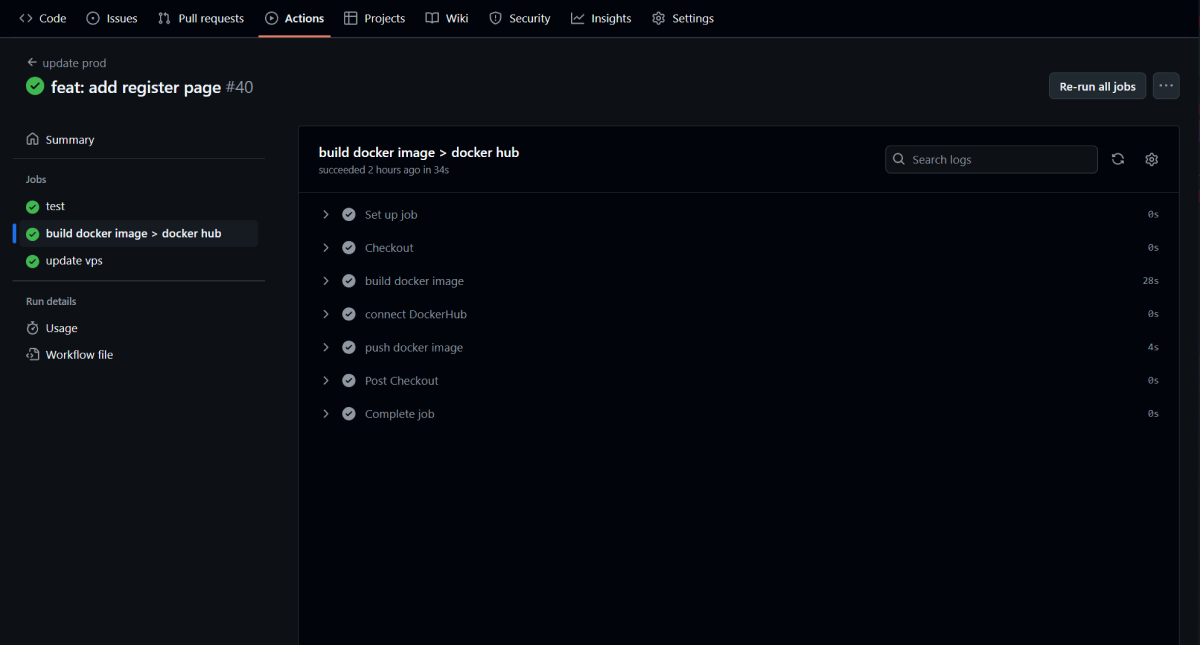 Code Issues Pull requests Actions Projects Wiki Security Insights Settings
update prod
feat: add register page #40
Re-run all jobs
Summary
Jobs
test
build docker image > docker hub
update vps
Run details
Usage
Workflow file
build docker image > docker hub
succeeded 2 hours ago in 34s
Search logs
Set up job 0s
Checkout 0s
build docker image 28s
connect DockerHub 0s
push docker image 4s
Post Checkout 0s
Complete job 0s